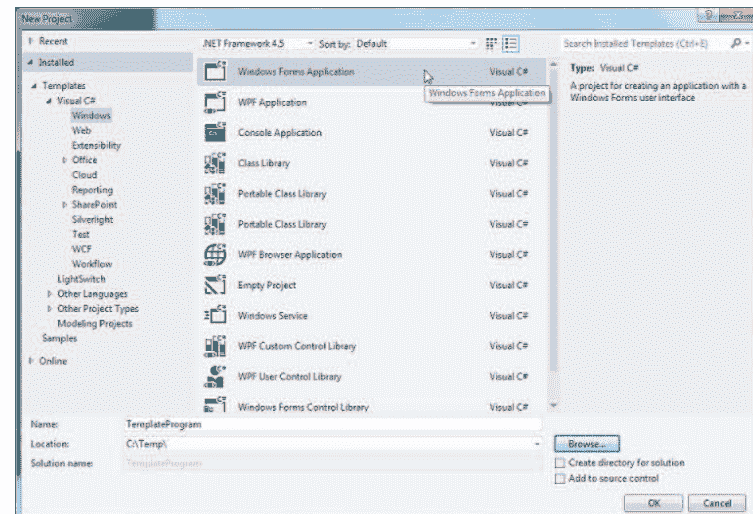 New Project
Recent
.NET Framework 4.5 Sort by: Default
Search Installed Templates (Ctrl+E)
Installed
Templates
Visual C#
Windows
Web
Extensibility
Office
Cloud
Reporting
SharePoint
Silverlight
Test
WCF
Workflow
LightSwitch
Other Languages
Other Project Types
Modeling Projects
Samples
Online
Windows Forms Application Visual C#
Windows Forms Application
WPF Application Visual C#
Console Application Visual C#
Class Library Visual C#
Portable Class Library Visual C#
Portable Class Library Visual C#
WPF Browser Application Visual C#
Empty Project Visual C#
Windows Service Visual C#
WPF Custom Control Library Visual C#
WPF User Control Library Visual C#
Windows Forms Control Library Visual C#
Type: Visual C#
A project for creating an application with a
Windows Forms user interface
Name: TemplateProgram
Location: C:\Temp\
Solution name: TemplateProgram
Browse...
Create directory for solution
Add to source control
OK Cancel